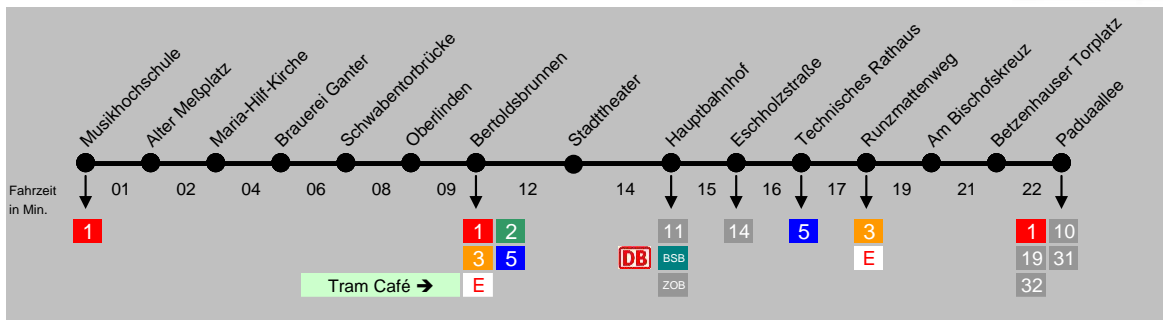 Musikhochschule
Alter Meßplatz
Maria-Hilf-Kirche
Brauerei Ganter
Schwabentorbrücke
Oberlinden
Bertoldsbrunnen
Stadttheater
Hauptbahnhof
Eschholzstraße
Technisches Rathaus
Runzmattenweg
Am Bischofskreuz
Betzenhauser Torplatz
Paduaallee
Fahrzeit
in Min.
01 02 04 06 08 09 12 14 15 16 17 19 21 22
1 1 2 11 14 5 3 1 10
3 5 DB BSB E 19 31
Tram Café ➔ E ZOB 32